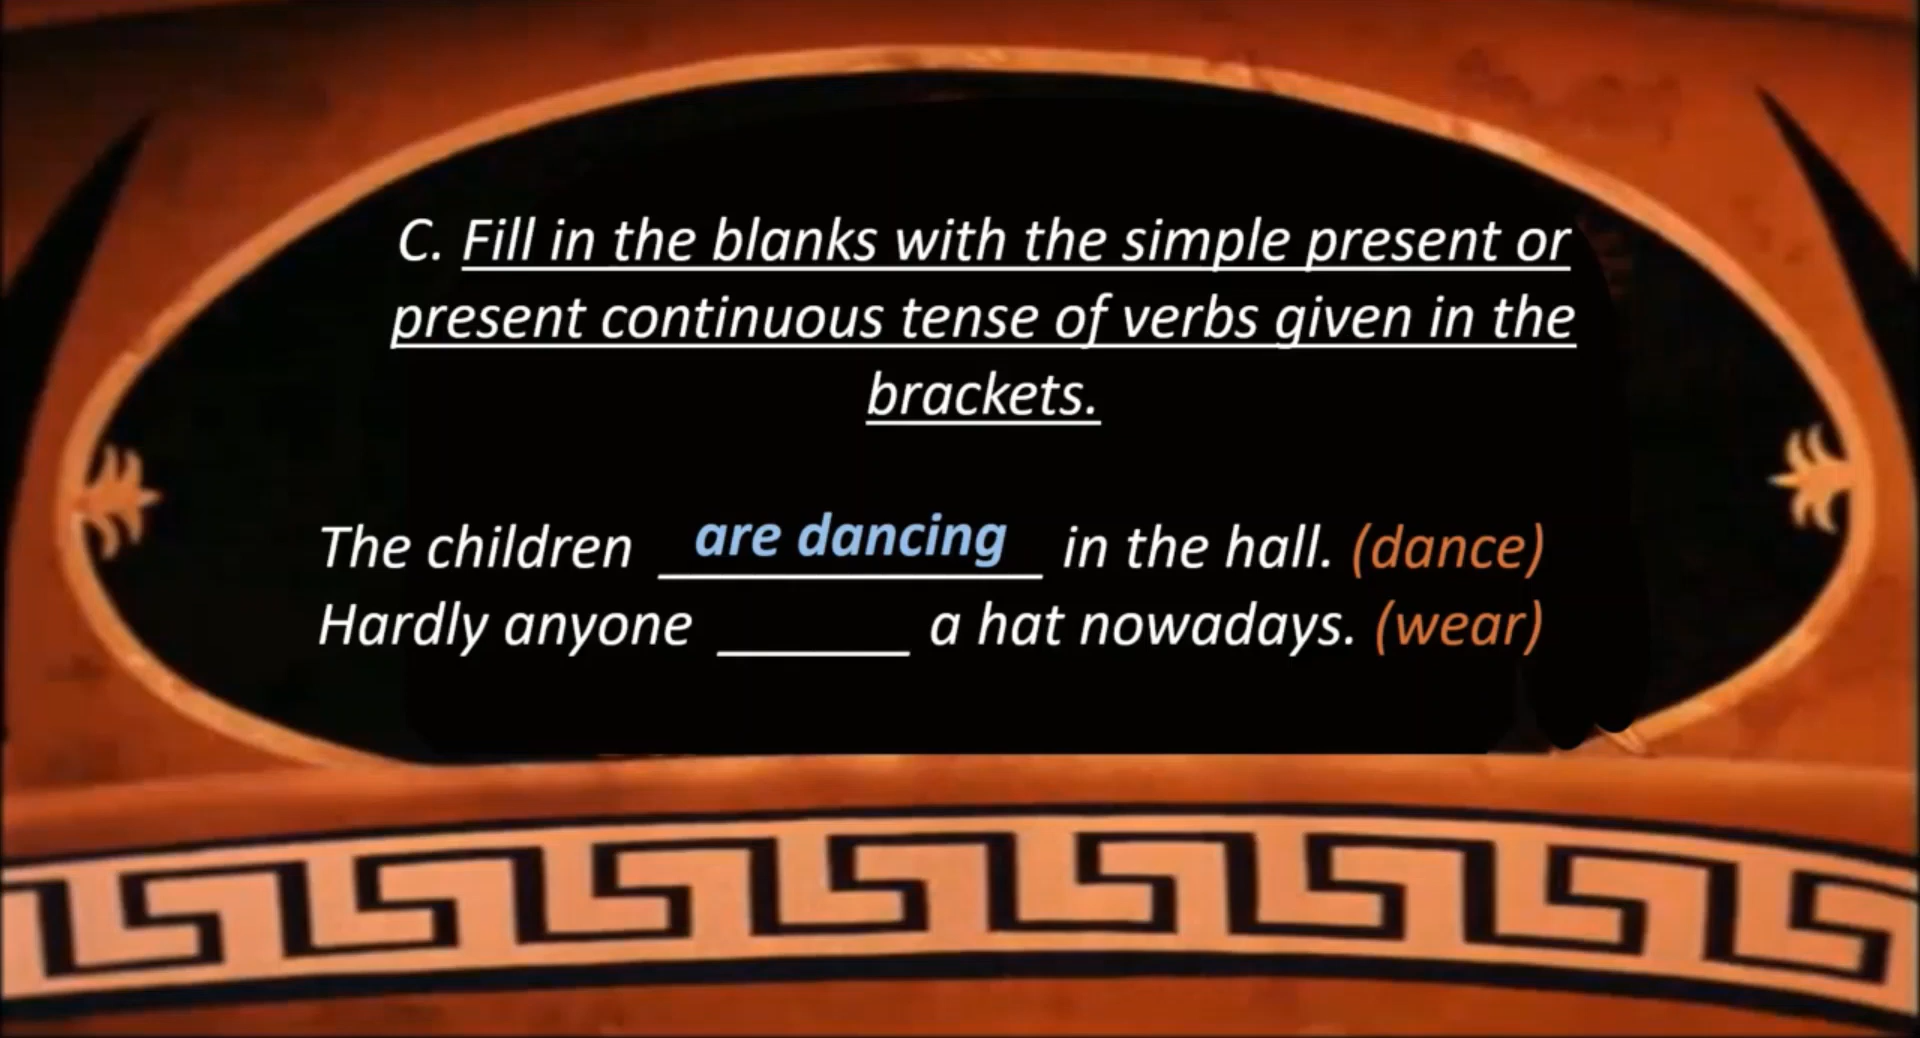 C. Fill in the blanks with the simple present or
present continuous tense of verbs given in the
brackets.
The children are dancing in the hall. (dance)
Hardly anyone ______ a hat nowadays. (wear)